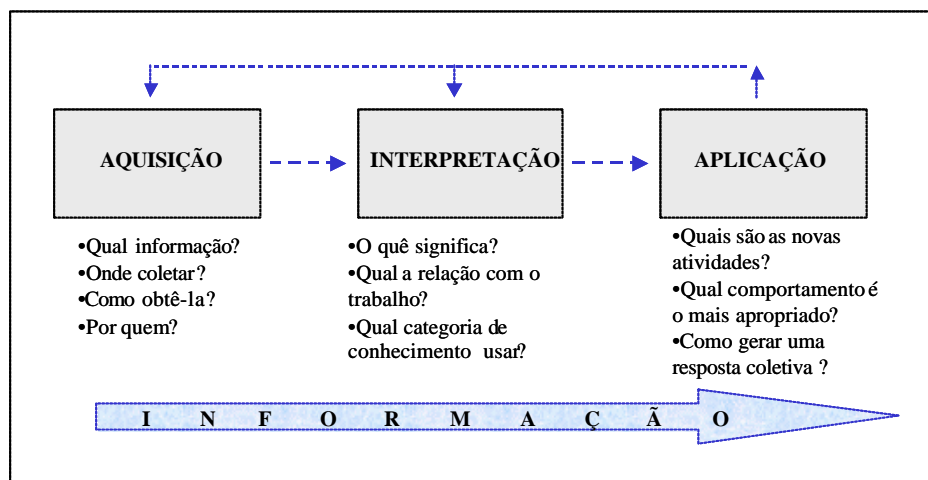 AQUISIÇÃO
INTERPRETAÇÃO
APLICAÇÃO
•Qual informação?
•Onde coletar?
•Como obtê-la?
•Por quem?
•O quê significa?
•Qual a relação com o
trabalho?
•Qual categoria de
conhecimento usar?
•Quais são as novas
atividades?
•Qual comportamento é
o mais apropriado?
•Como gerar uma
resposta coletiva ?
I N F O R M A Ç Ã O